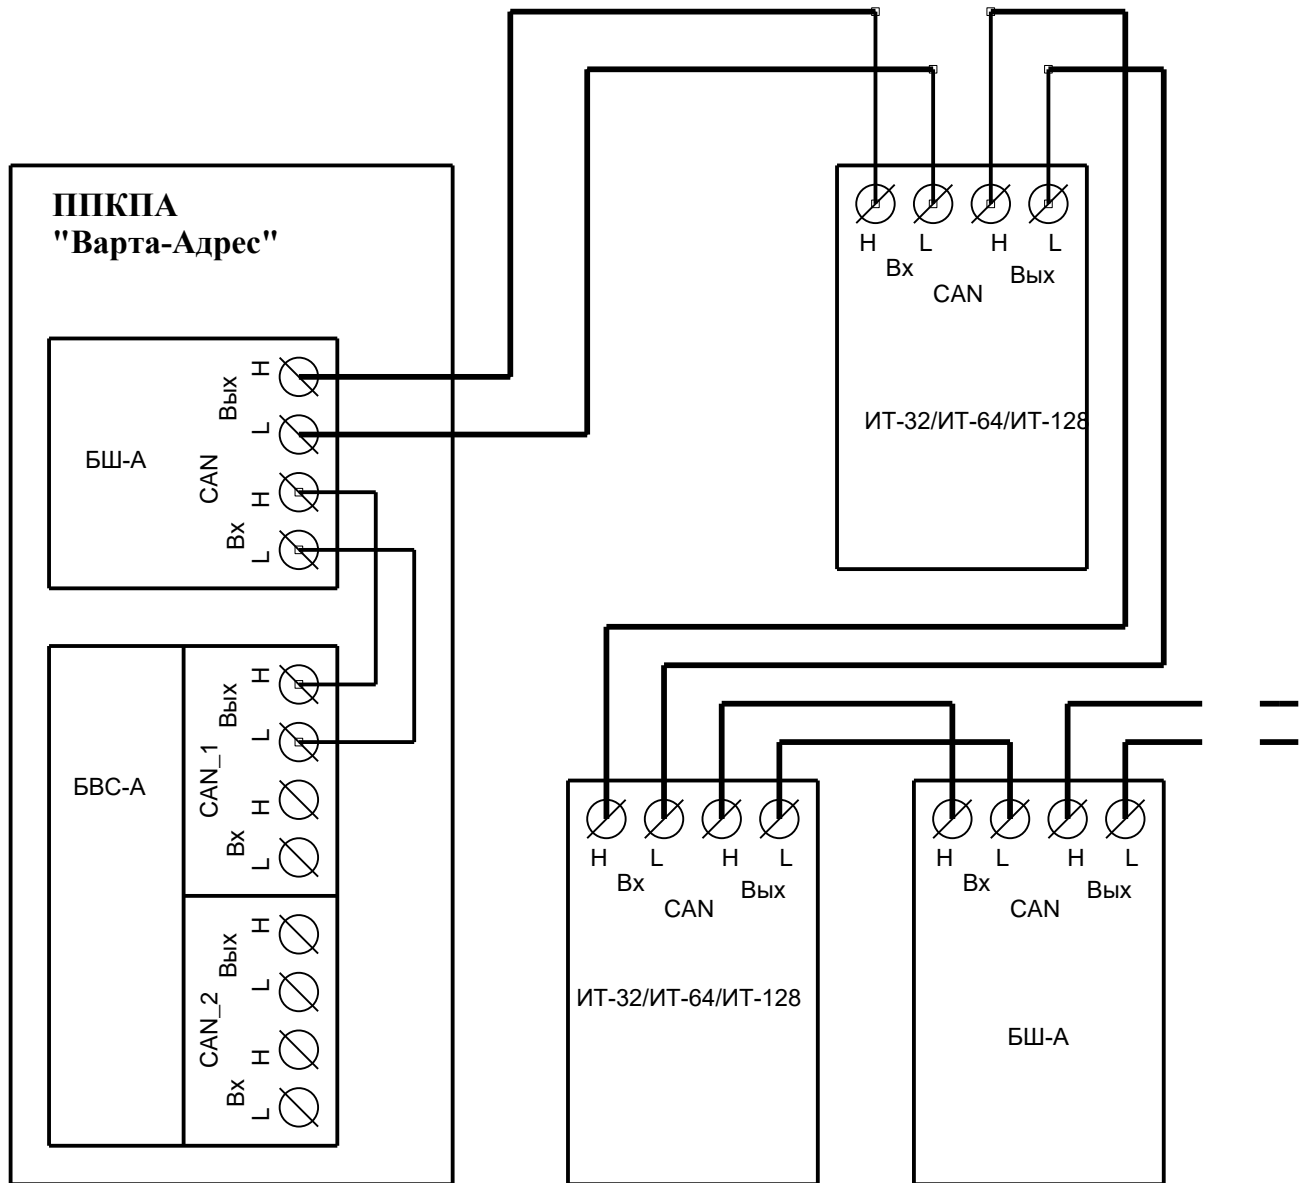 ППКПА
"Варта-Адрес"
БШ-А
CAN
Вых
H
L
Вх
H
L
БВС-А
CAN_1
Вых
H
L
Вх
H
L
CAN_2
Вых
H
L
Вх
H
L
H L H L
Вх Вых
CAN
ИТ-32/ИТ-64/ИТ-128
H L H L
Вх Вых
CAN
ИТ-32/ИТ-64/ИТ-128
H L H L
Вх Вых
CAN
БШ-А